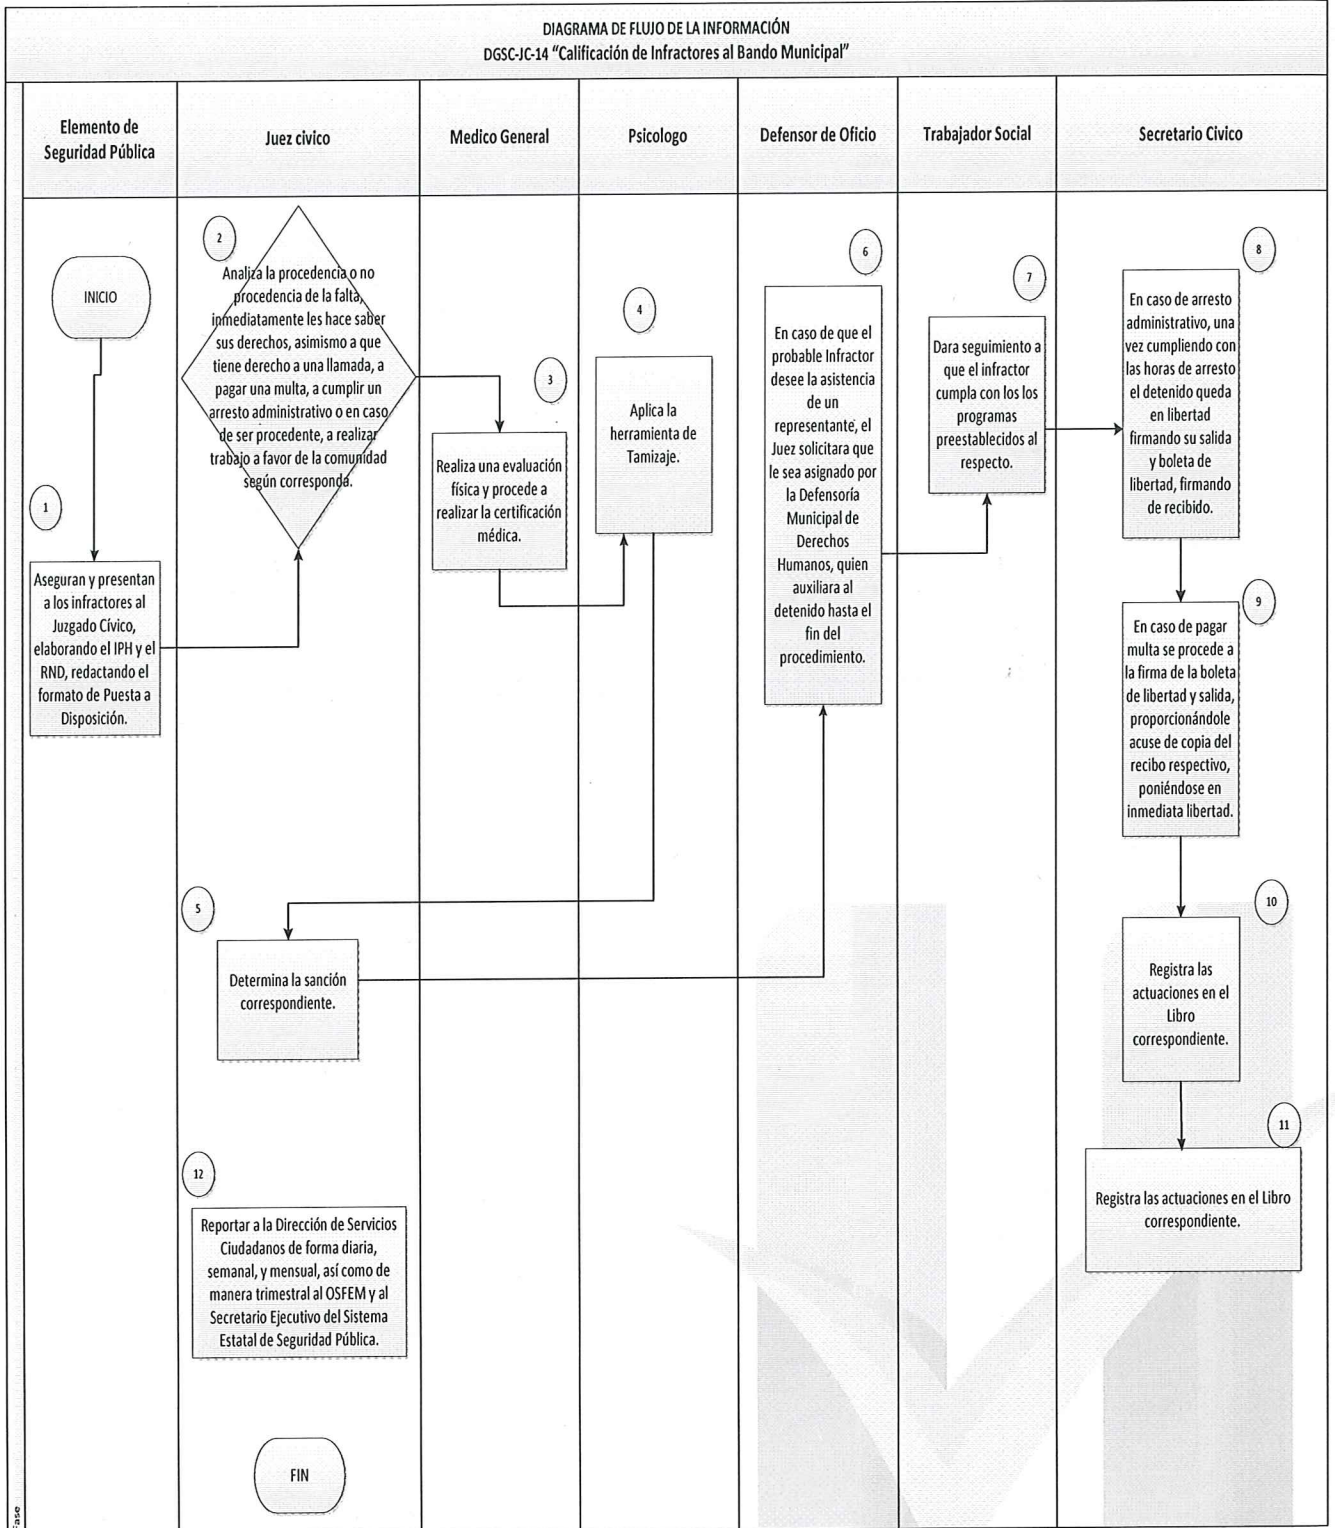 DIAGRAMA DE FLUJO DE LA INFORMACIÓN
DGSC-JC-14 “Calificación de Infractores al Bando Municipal”
Elemento de
Seguridad Pública
Juez civico
Medico General
Psicologo
Defensor de Oficio
Trabajador Social
Secretario Civico
INICIO
1
Aseguran y presentan
a los infractores al
Juzgado Cívico,
elaborando el IPH y el
RND, redactando el
formato de Puesta a
Disposición.
2
Analiza la procedencia o no
procedencia de la falta,
inmediatamente les hace saber
sus derechos, asimismo a que
tiene derecho a una llamada, a
pagar una multa, a cumplir un
arresto administrativo o en caso
de ser procedente, a realizar
trabajo a favor de la comunidad
según corresponda.
3
Realiza una evaluación
física y procede a
realizar la certificación
médica.
4
Aplica la
herramienta de
Tamizaje.
5
Determina la sanción
correspondiente.
6
En caso de que el
probable Infractor
desee la asistencia
de un
representante, el
Juez solicitara que
le sea asignado por
la Defensoría
Municipal de
Derechos
Humanos, quien
auxiliara al
detenido hasta el
fin del
procedimiento.
7
Dara seguimiento a
que el infractor
cumpla con los los
programas
preestablecidos al
respecto.
8
En caso de arresto
administrativo, una
vez cumpliendo con
las horas de arresto
el detenido queda
en libertad
firmando su salida
y boleta de
libertad, firmando
de recibido.
9
En caso de pagar
multa se procede a
la firma de la boleta
de libertad y salida,
proporcionándole
acuse de copia del
recibo respectivo,
poniéndose en
inmediata libertad.
10
Registra las
actuaciones en el
Libro
correspondiente.
11
Registra las actuaciones en el Libro
correspondiente.
12
Reportar a la Dirección de Servicios
Ciudadanos de forma diaria,
semanal, y mensual, así como de
manera trimestral al OSFEM y al
Secretario Ejecutivo del Sistema
Estatal de Seguridad Pública.
FIN
Fase